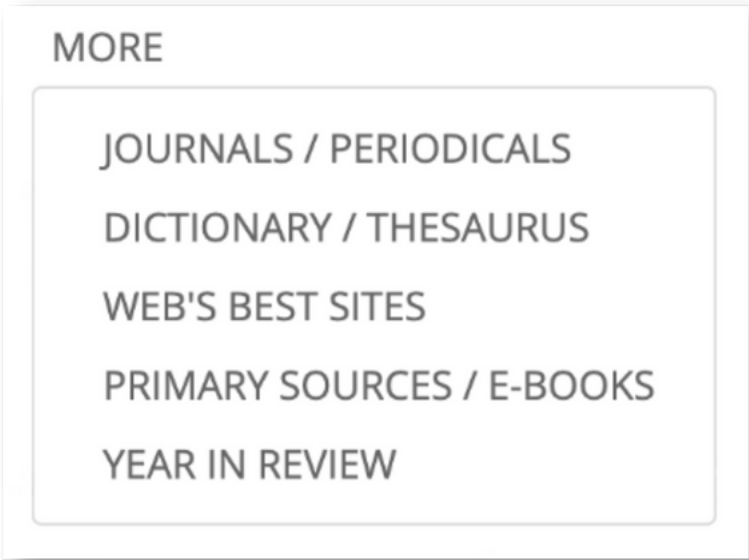 MORE
JOURNALS / PERIODICALS
DICTIONARY / THESAURUS
WEB'S BEST SITES
PRIMARY SOURCES / E-BOOKS
YEAR IN REVIEW